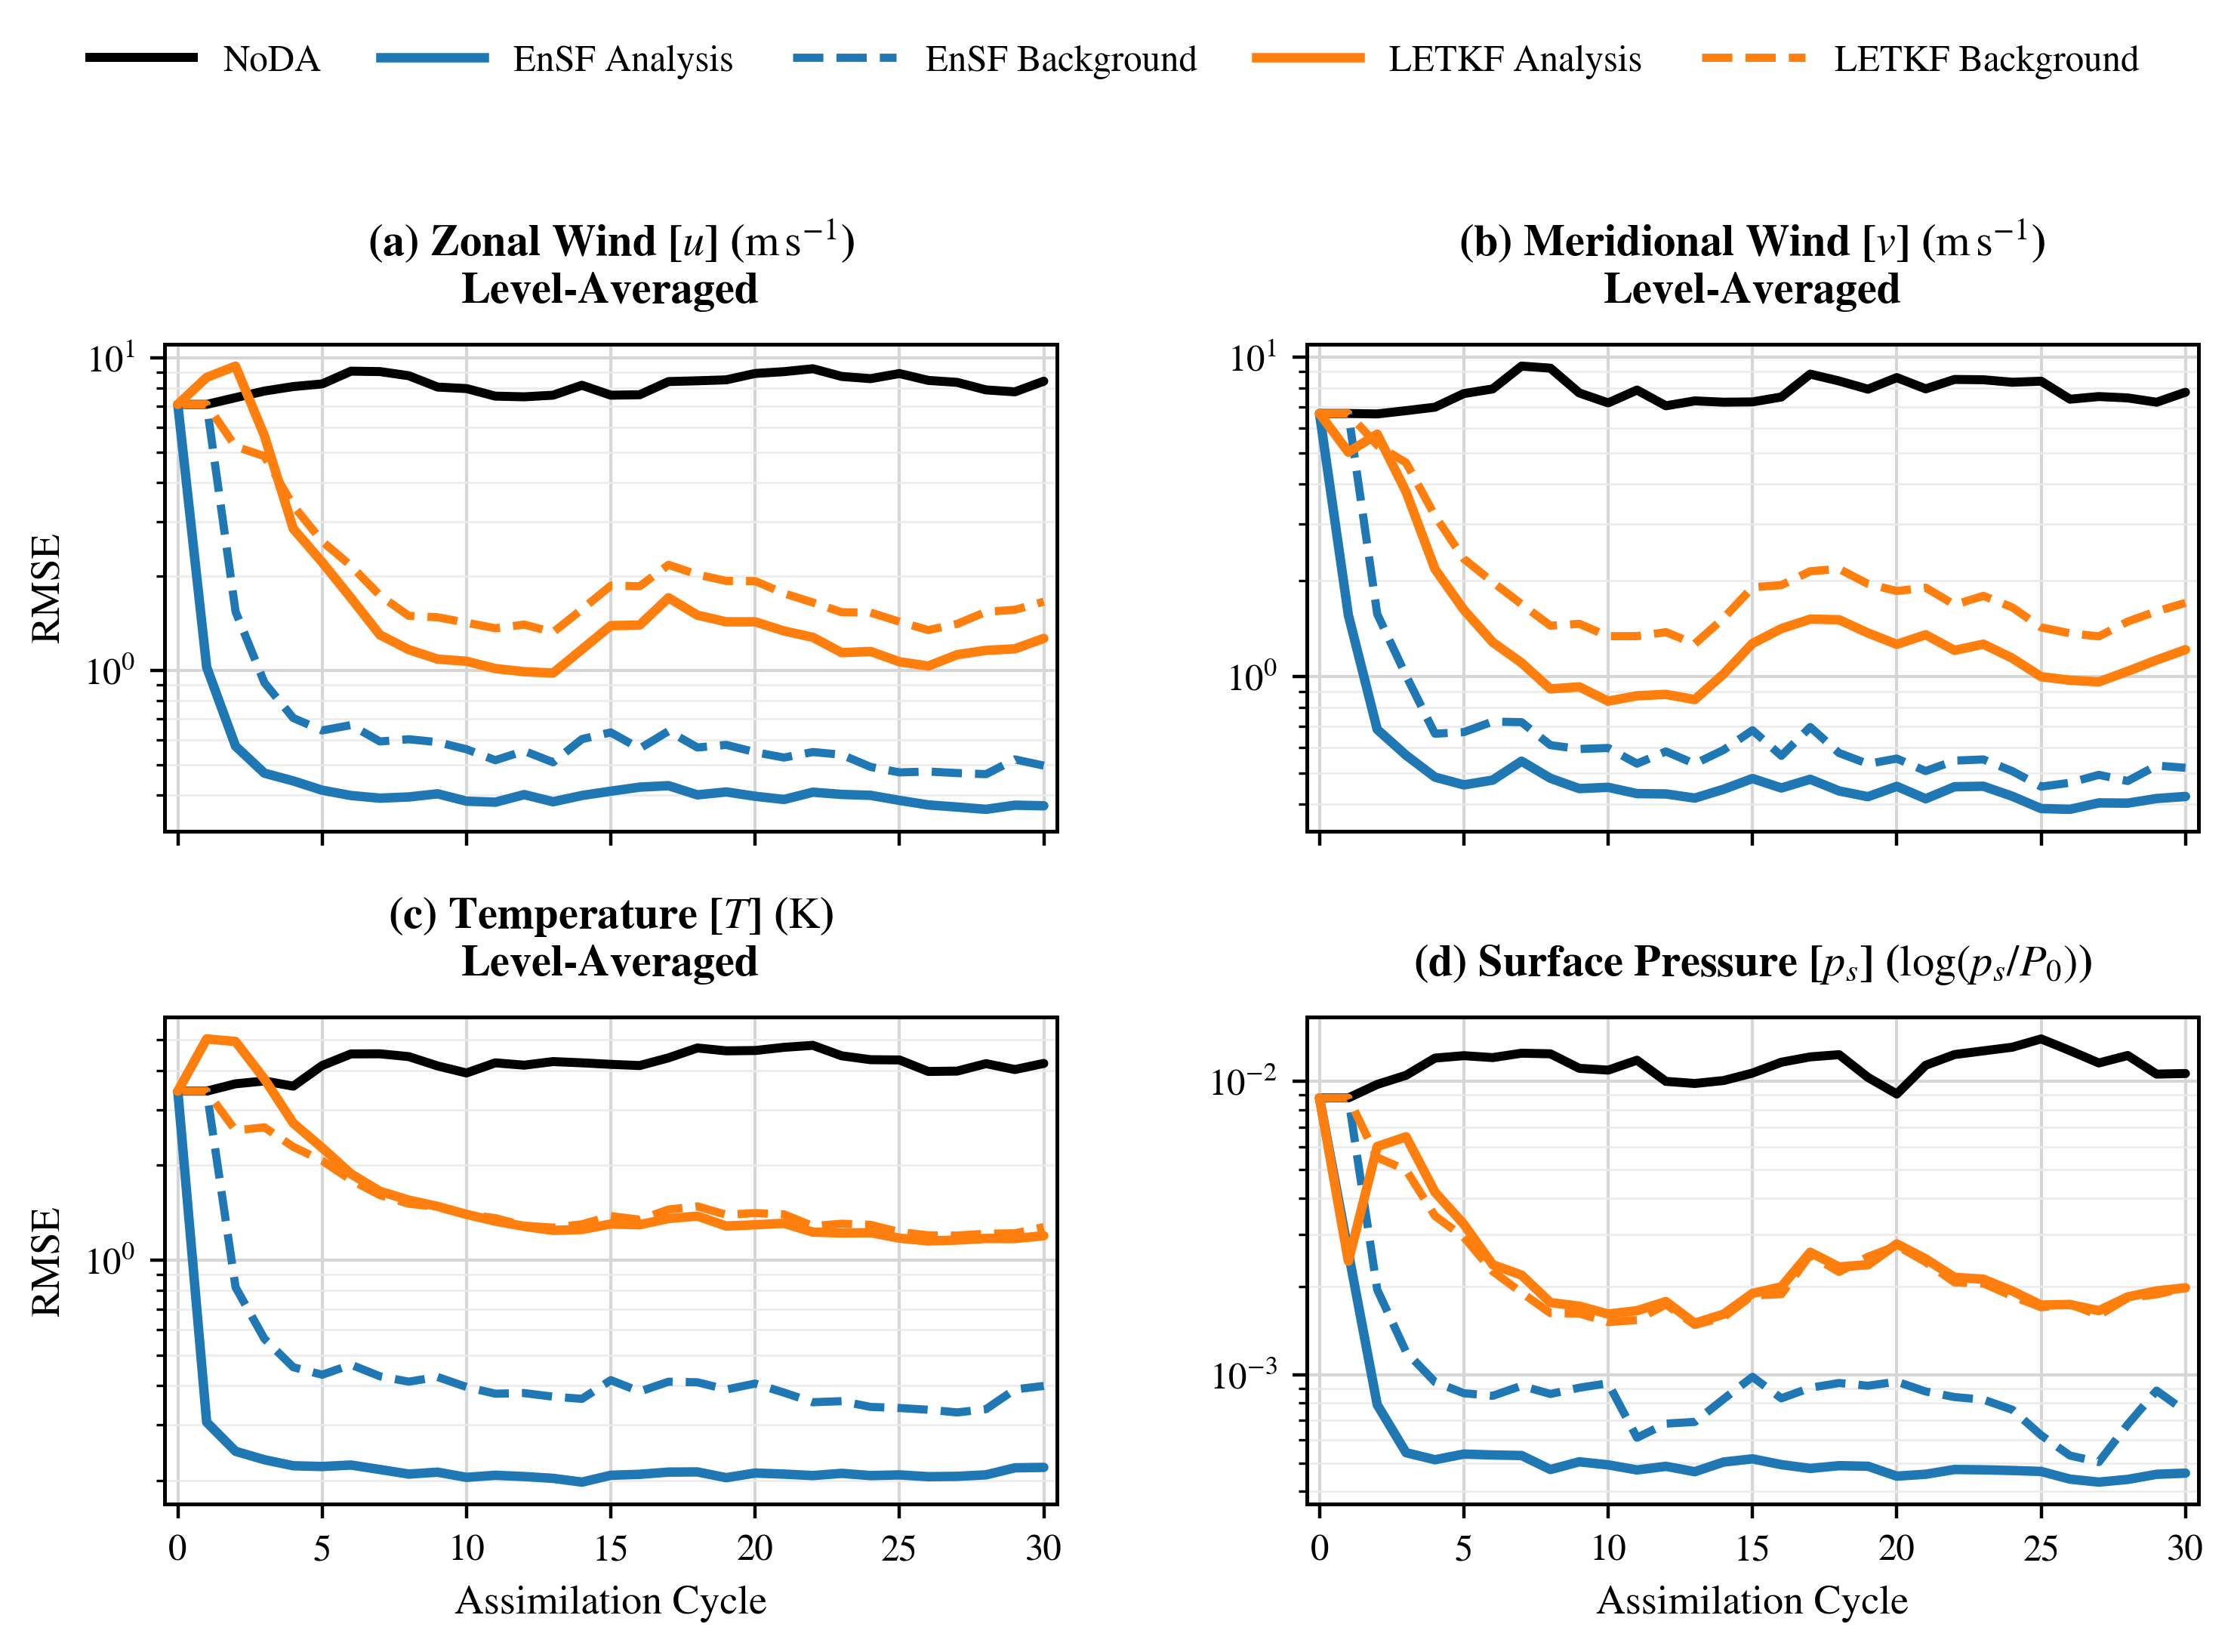 NoDA EnSF Analysis EnSF Background LETKF Analysis LETKF Background
(a) Zonal Wind [u] (m s⁻¹)
Level-Averaged
10¹
10⁰
RMSE
(b) Meridional Wind [v] (m s⁻¹)
Level-Averaged
10¹
10⁰
(c) Temperature [T] (K)
Level-Averaged
10⁰
RMSE
0 5 10 15 20 25 30
Assimilation Cycle
(d) Surface Pressure [pₛ] (log(pₛ/P₀))
10⁻²
10⁻³
0 5 10 15 20 25 30
Assimilation Cycle